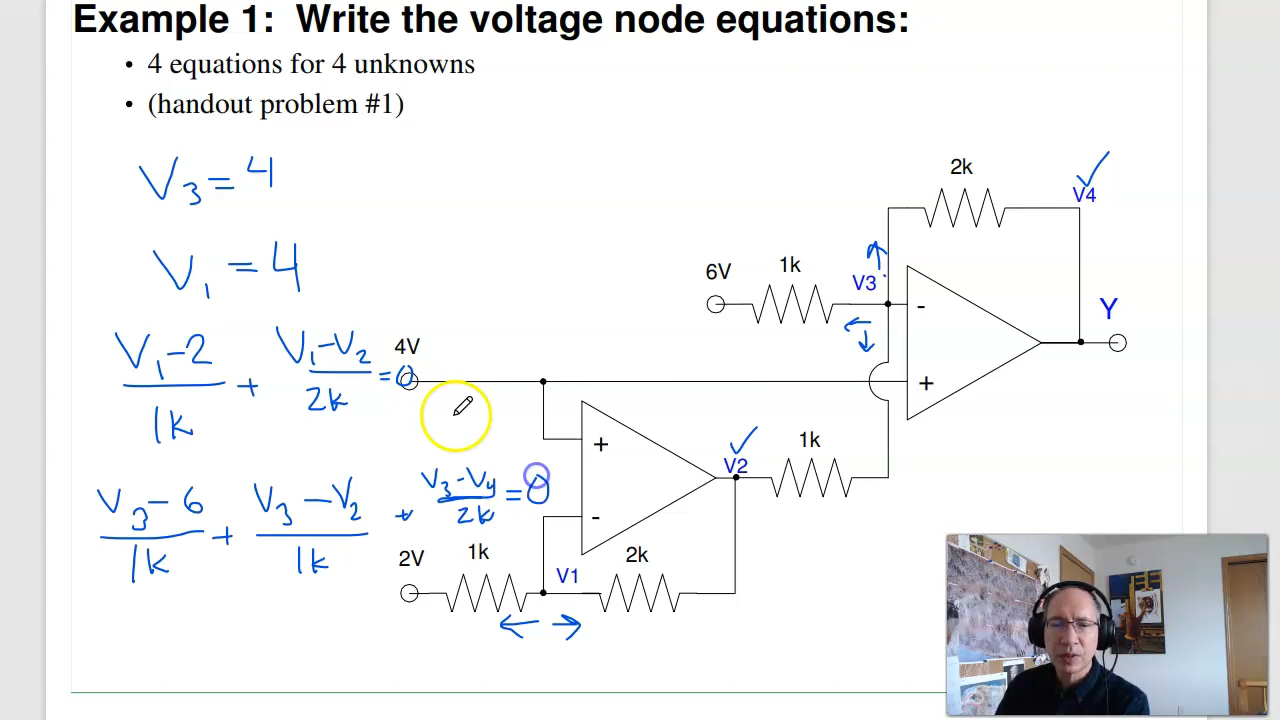 Example 1: Write the voltage node equations:
• 4 equations for 4 unknowns
• (handout problem #1)
V3 = 4
V1 = 4
(V1 − 2)/1k + (V1 − V2)/2k = 0
(V3 − 6)/1k + (V3 − V2)/1k + (V3 − V4)/2k = 0
2k
V4
6V
1k
V3
-
Y
4V
+
+
V2
1k
-
2V
1k
V1
2k